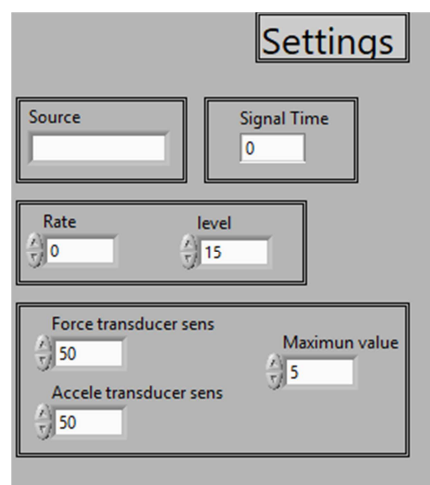 Settings
Source
Signal Time
0
Rate
level
0
15
Force transducer sens
50
Maximun value
5
Accele transducer sens
50